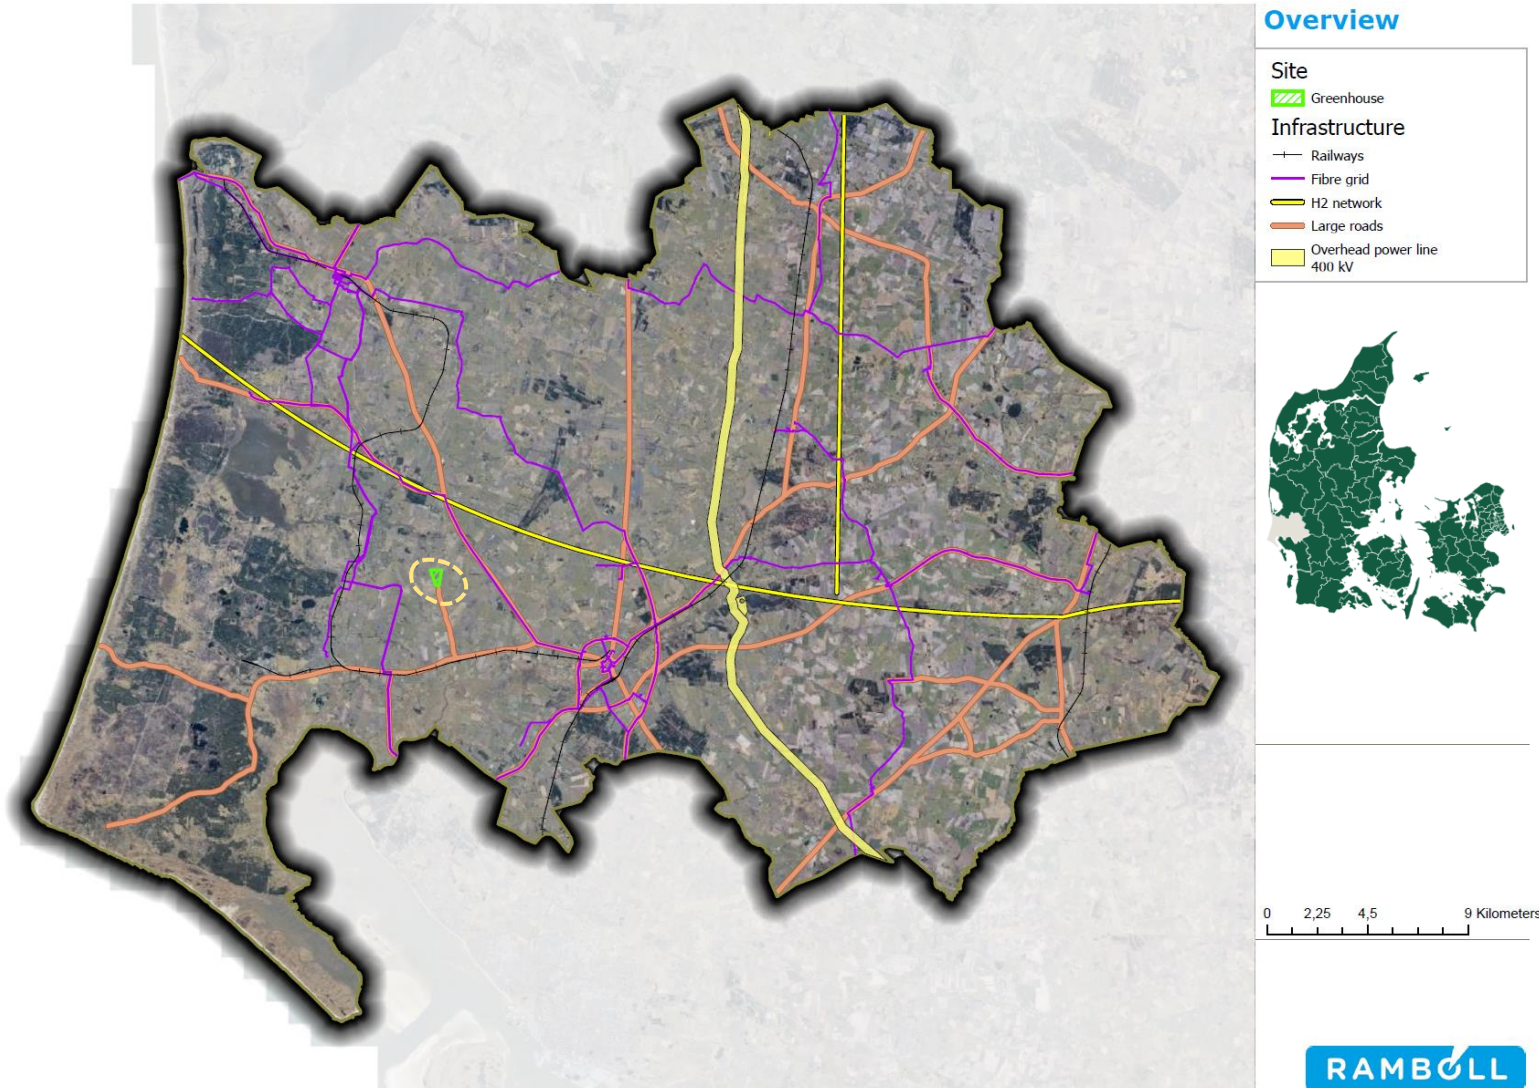 Overview
Site
Greenhouse
Infrastructure
Railways
Fibre grid
H2 network
Large roads
Overhead power line
400 kV
0 2,25 4,5 9 Kilometers
RAMBOLL